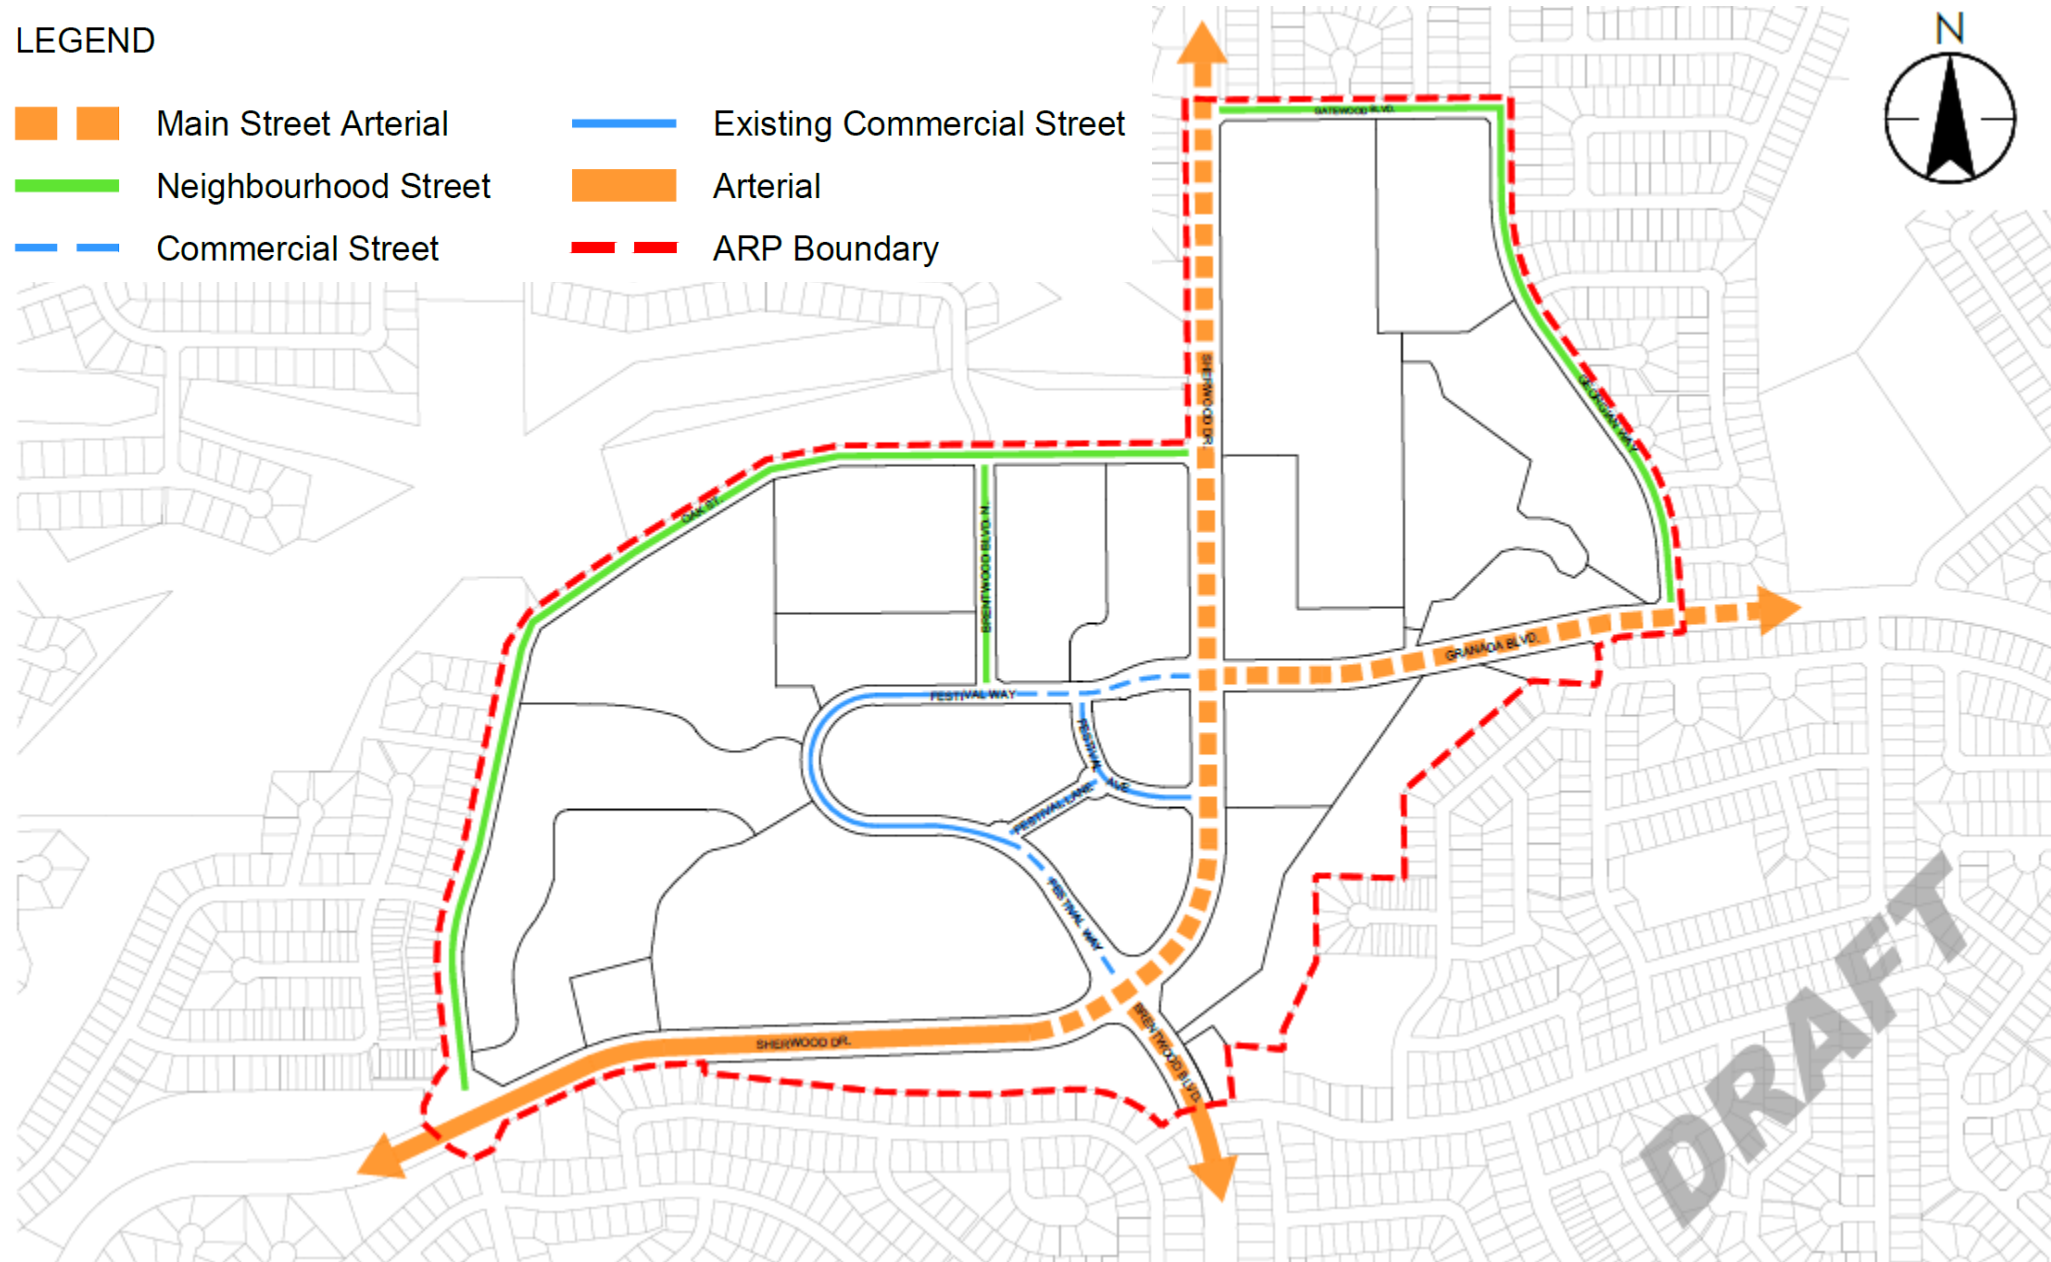 LEGEND
Main Street Arterial
Neighbourhood Street
Commercial Street
Existing Commercial Street
Arterial
ARP Boundary
N
GATEWOOD BLVD.
SHERWOOD DR.
GEORGIAN WAY
OAK ST.
BRENTWOOD BLVD N.
GRANADA BLVD.
FESTIVAL WAY
FESTIVAL AVE
FESTIVAL LANE
FESTIVAL WAY
SHERWOOD DR.
BRENTWOOD BLVD.
DRAFT